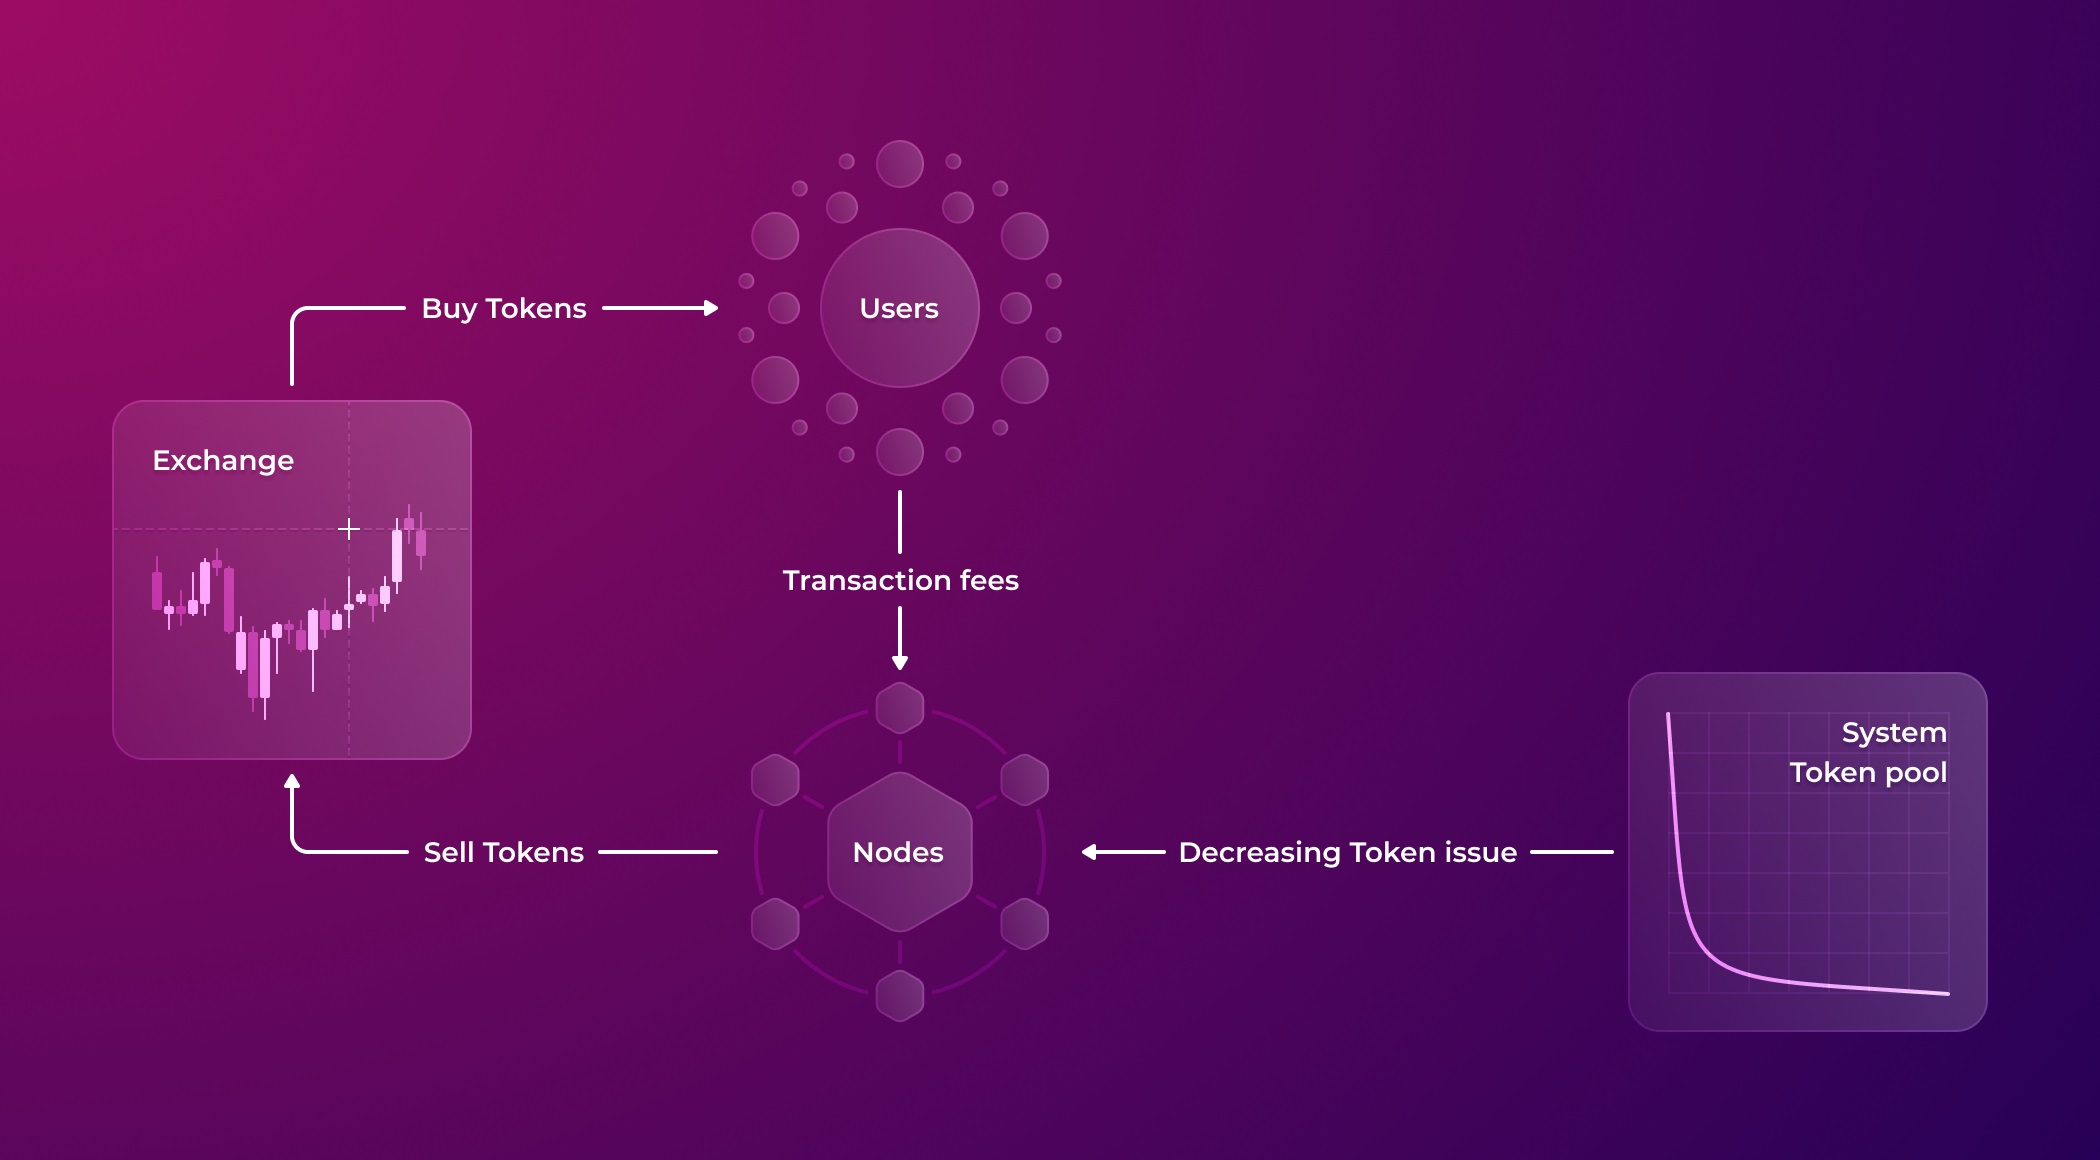 Buy Tokens
Users
Exchange
Transaction fees
System
Token pool
Sell Tokens
Nodes
Decreasing Token issue